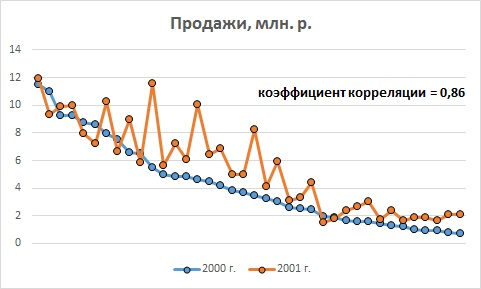 Продажи, млн. р.
14
12
10
8
6
4
2
0
коэффициент корреляции = 0,86
2000 г. 2001 г.